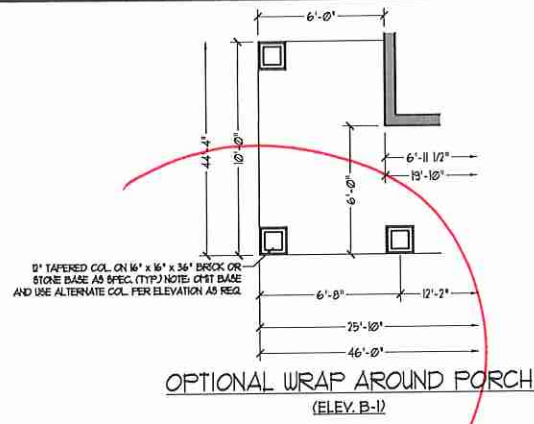 6'-0"
44'-4"
10'-0"
6'-0"
6'-11 1/2"
19'-10"
12" TAPERED COL. ON 16" x 16" x 36" BRICK OR
STONE BASE AS SPEC. (TYP.) NOTE: OMIT BASE
AND USE ALTERNATE COL. PER ELEVATION AS REQ.
6'-8"
12'-2"
25'-10"
46'-0"
OPTIONAL WRAP AROUND PORCH
(ELEV. B-1)